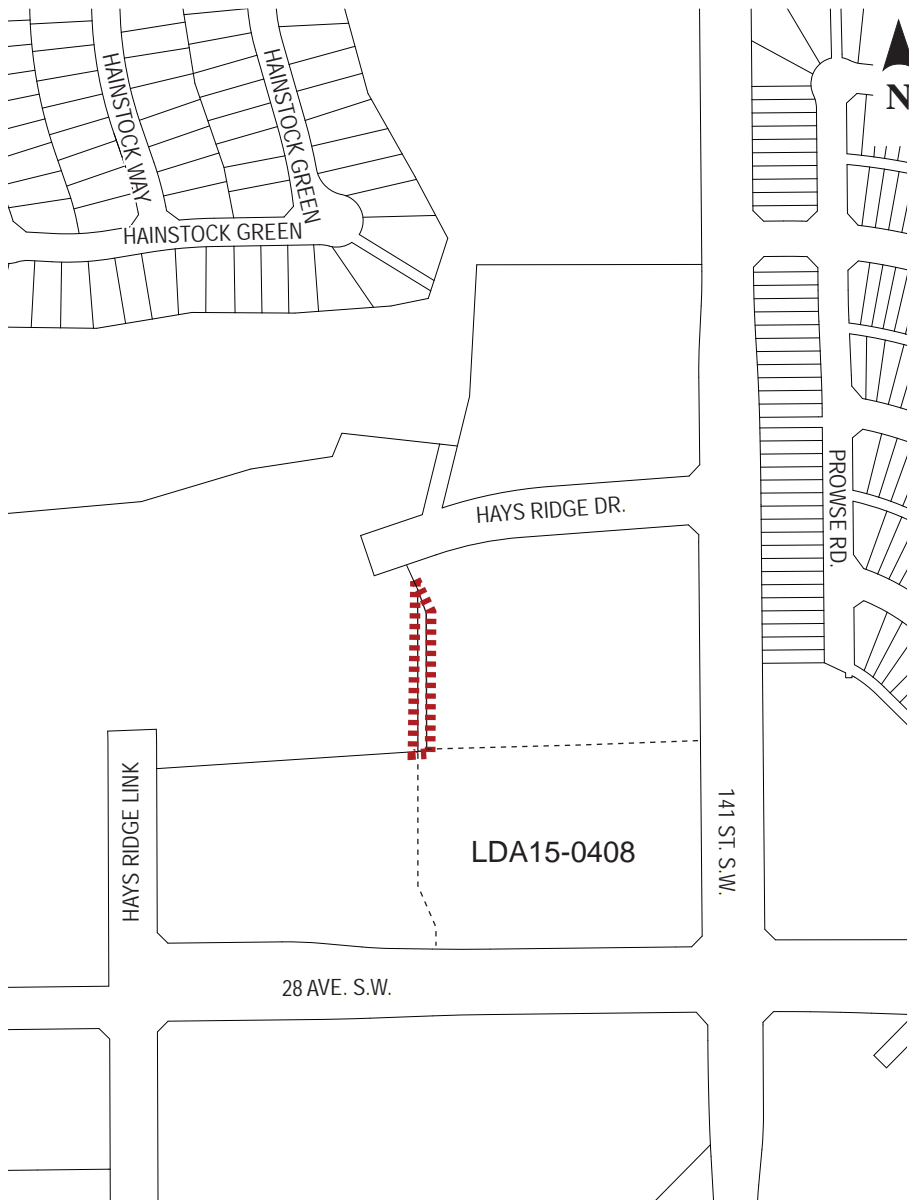 HAINSTOCK WAY
HAINSTOCK GREEN
N
HAINSTOCK GREEN
HAYS RIDGE DR.
PROWSE RD.
HAYS RIDGE LINK
141 ST. S.W.
LDA15-0408
28 AVE. S.W.